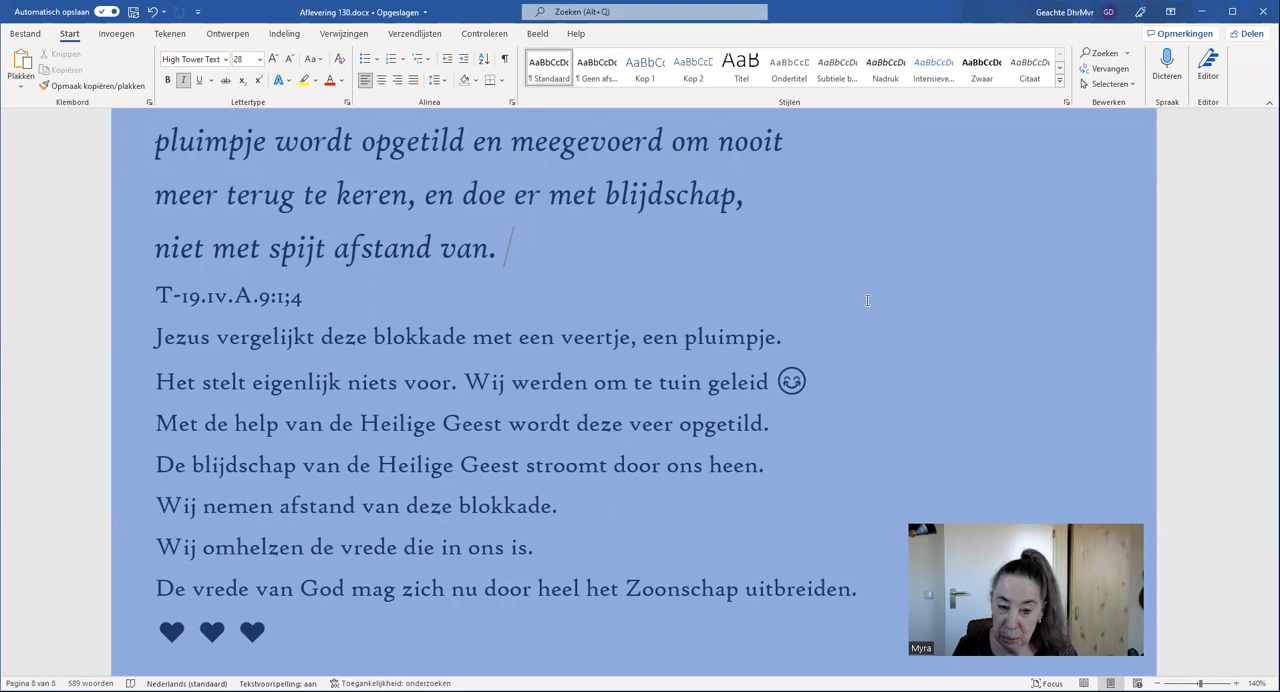 Automatisch opslaan
Aflevering 130.docx • Opgeslagen
Zoeken (Alt+Q)
Geachte DhrMvr GD
Bestand Start Invoegen Tekenen Ontwerpen Indeling Verwijzingen Verzendlijsten Controleren Beeld Help
Opmerkingen Delen
Plakken
Knippen
Kopiëren
Opmaak kopiëren/plakken
Klembord
High Tower Text 28
Lettertype
Alinea
AaBbCcDc AaBbCcDc AaBbCc AaBbCcC AaB AaBbCcD AaBbCcDc AaBbCcDc AaBbCcDc AaBbCcDc AaBbCcDc
¶ Standaard ¶ Geen afs... Kop 1 Kop 2 Titel Ondertitel Subtiele b... Nadruk Intensieve... Zwaar Citaat
Stijlen
Zoeken
Vervangen
Selecteren
Bewerken
Dicteren
Spraak
Editor
Editor
pluimpje wordt opgetild en meegevoerd om nooit
meer terug te keren, en doe er met blijdschap,
niet met spijt afstand van.
T-19.IV.A.9:1;4
Jezus vergelijkt deze blokkade met een veertje, een pluimpje.
Het stelt eigenlijk niets voor. Wij werden om te tuin geleid 😊
Met de help van de Heilige Geest wordt deze veer opgetild.
De blijdschap van de Heilige Geest stroomt door ons heen.
Wij nemen afstand van deze blokkade.
Wij omhelzen de vrede die in ons is.
De vrede van God mag zich nu door heel het Zoonschap uitbreiden.
♥ ♥ ♥
Myra
Pagina 8 van 8 589 woorden Nederlands (standaard) Tekstvoorspelling: aan Toegankelijkheid: onderzoeken Focus 140%